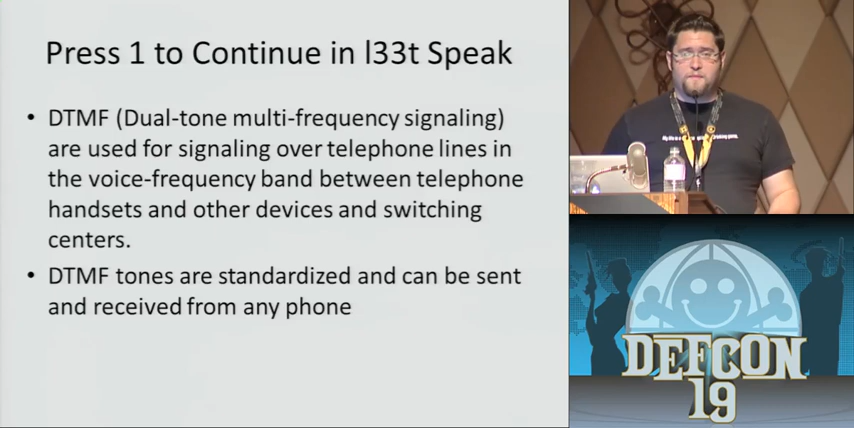 Press 1 to Continue in l33t Speak
• DTMF (Dual-tone multi-frequency signaling)
are used for signaling over telephone lines in
the voice-frequency band between telephone
handsets and other devices and switching
centers.
• DTMF tones are standardized and can be sent
and received from any phone
DEFCON
19